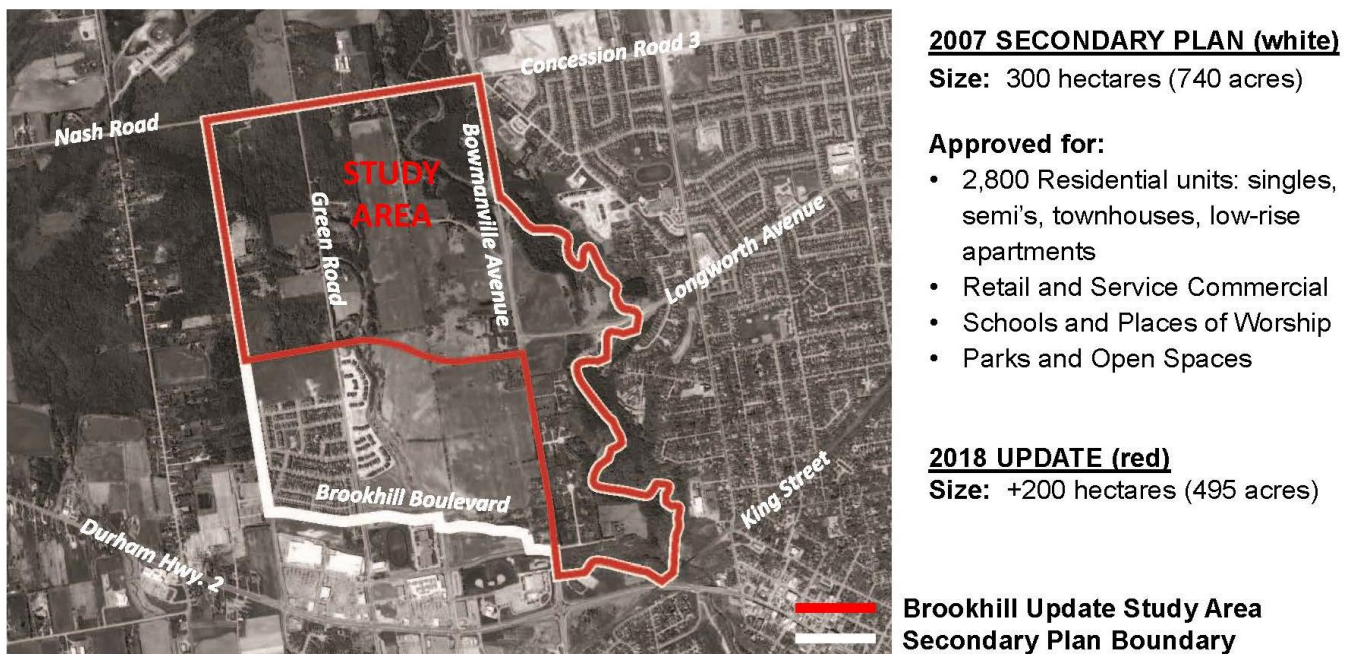 Concession Road 3
Nash Road
Bowmanville Avenue
STUDY
AREA
Green Road
Longworth Avenue
Brookhill Boulevard
King Street
Durham Hwy. 2
2007 SECONDARY PLAN (white)
Size: 300 hectares (740 acres)
Approved for:
• 2,800 Residential units: singles,
semi's, townhouses, low-rise
apartments
• Retail and Service Commercial
• Schools and Places of Worship
• Parks and Open Spaces
2018 UPDATE (red)
Size: +200 hectares (495 acres)
Brookhill Update Study Area
Secondary Plan Boundary